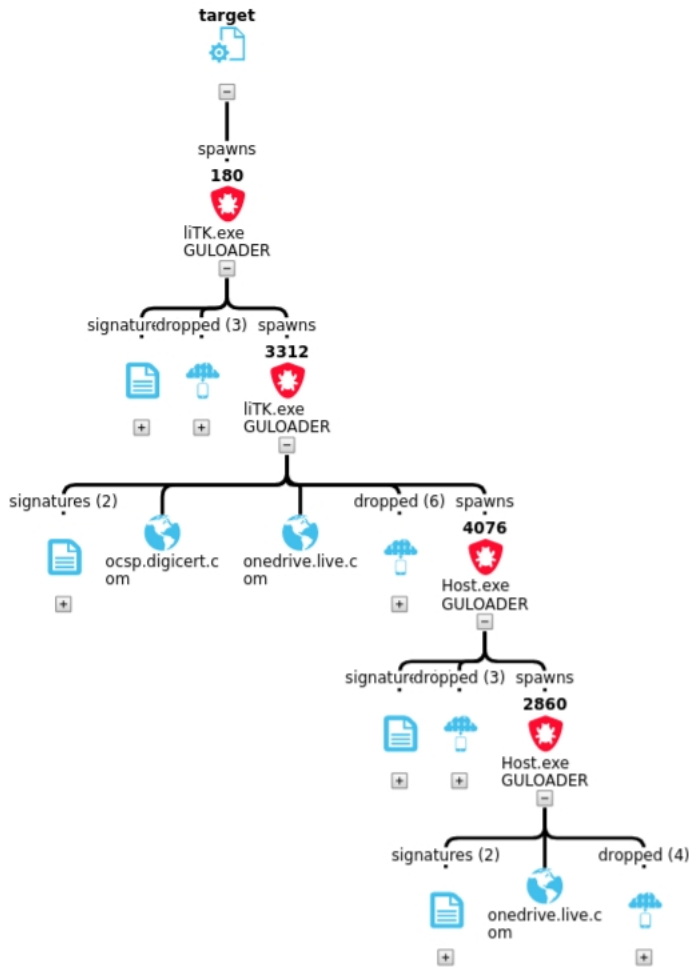 target
spawns
180
liTK.exe
GULOADER
signature dropped (3) spawns
3312
liTK.exe
GULOADER
signatures (2) dropped (6) spawns
4076
ocsp.digicert.c
om
onedrive.live.c
om
Host.exe
GULOADER
signature dropped (3) spawns
2860
Host.exe
GULOADER
signatures (2) dropped (4)
onedrive.live.c
om